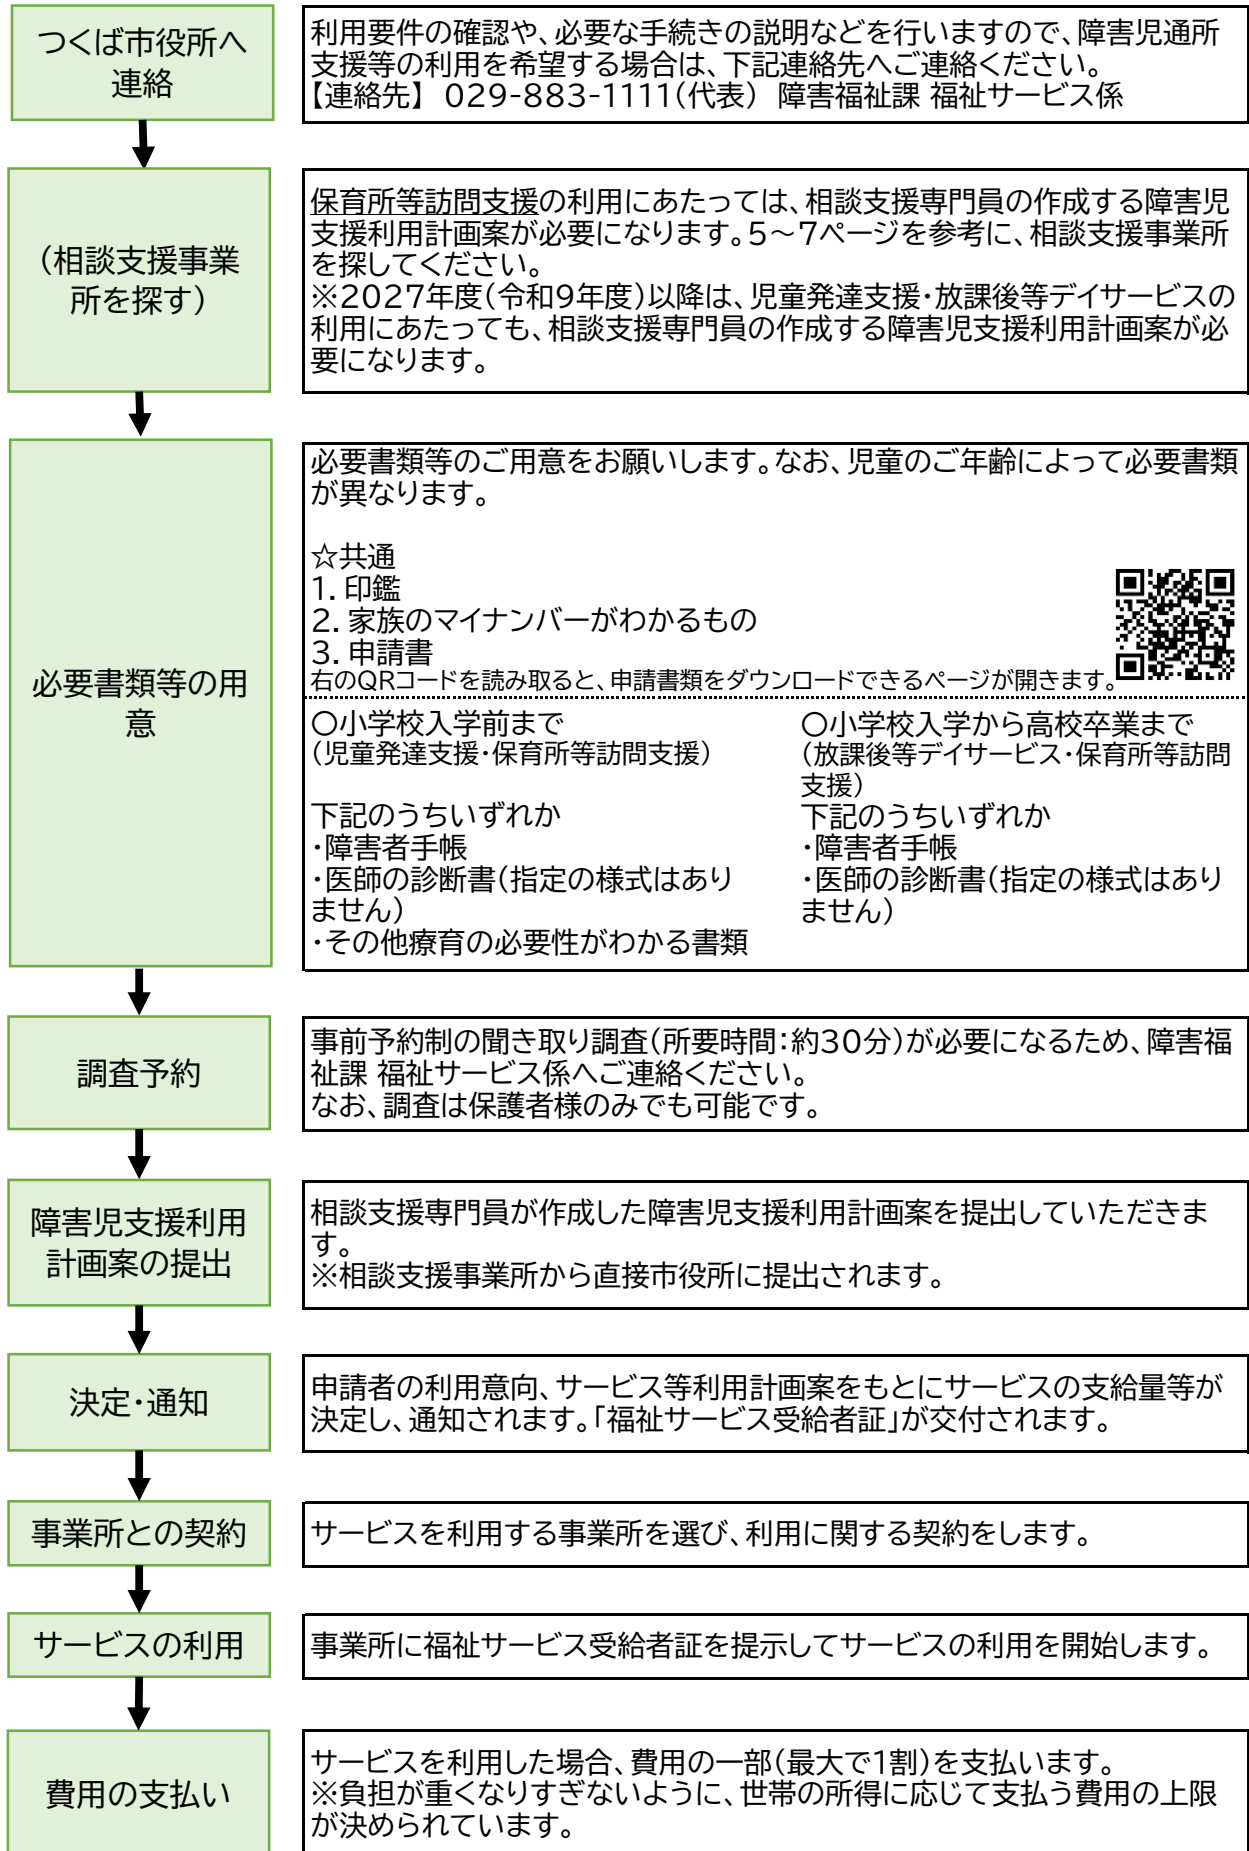 つくば市役所へ
連絡
利用要件の確認や、必要な手続きの説明などを行いますので、障害児通所
支援等の利用を希望する場合は、下記連絡先へご連絡ください。
【連絡先】 029-883-1111(代表) 障害福祉課 福祉サービス係
(相談支援事業
所を探す)
保育所等訪問支援の利用にあたっては、相談支援専門員の作成する障害児
支援利用計画案が必要になります。5～7ページを参考に、相談支援事業所
を探してください。
※2027年度(令和9年度)以降は、児童発達支援・放課後等デイサービスの
利用にあたっても、相談支援専門員の作成する障害児支援利用計画案が必
要になります。
必要書類等の用
意
必要書類等のご用意をお願いします。なお、児童のご年齢によって必要書類
が異なります。
☆共通
1. 印鑑
2. 家族のマイナンバーがわかるもの
3. 申請書
右のQRコードを読み取ると、申請書類をダウンロードできるページが開きます。
〇小学校入学前まで
(児童発達支援・保育所等訪問支援)
下記のうちいずれか
・障害者手帳
・医師の診断書(指定の様式はあり
ません)
・その他療育の必要性がわかる書類
〇小学校入学から高校卒業まで
(放課後等デイサービス・保育所等訪問
支援)
下記のうちいずれか
・障害者手帳
・医師の診断書(指定の様式はあり
ません)
調査予約
事前予約制の聞き取り調査(所要時間:約30分)が必要になるため、障害福
祉課 福祉サービス係へご連絡ください。
なお、調査は保護者様のみでも可能です。
障害児支援利用
計画案の提出
相談支援専門員が作成した障害児支援利用計画案を提出していただきま
す。
※相談支援事業所から直接市役所に提出されます。
決定・通知
申請者の利用意向、サービス等利用計画案をもとにサービスの支給量等が
決定し、通知されます。「福祉サービス受給者証」が交付されます。
事業所との契約
サービスを利用する事業所を選び、利用に関する契約をします。
サービスの利用
事業所に福祉サービス受給者証を提示してサービスの利用を開始します。
費用の支払い
サービスを利用した場合、費用の一部(最大で1割)を支払います。
※負担が重くなりすぎないように、世帯の所得に応じて支払う費用の上限
が決められています。